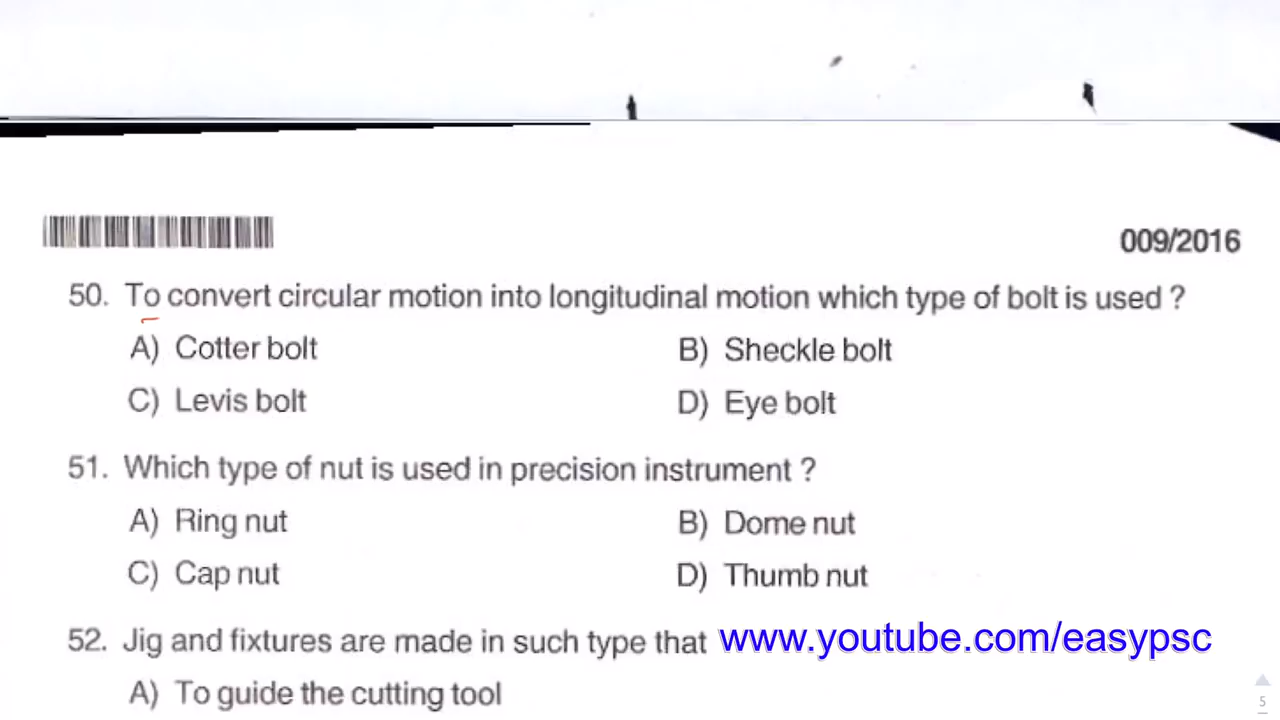 009/2016
50. To convert circular motion into longitudinal motion which type of bolt is used ?
A) Cotter bolt B) Sheckle bolt
C) Levis bolt D) Eye bolt
51. Which type of nut is used in precision instrument ?
A) Ring nut B) Dome nut
C) Cap nut D) Thumb nut
52. Jig and fixtures are made in such type that www.youtube.com/easypsc
A) To guide the cutting tool
5